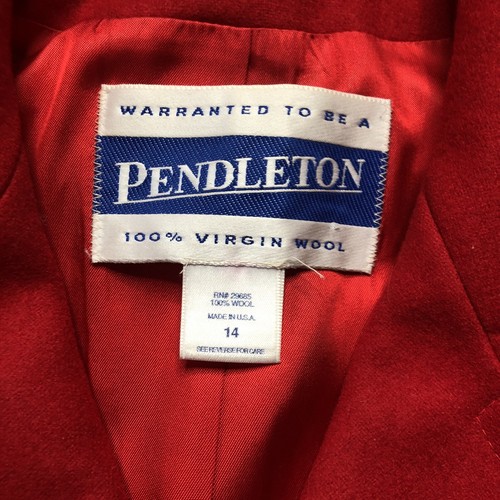 WARRANTED TO BE A
PENDLETON
100% VIRGIN WOOL
RN# 29685
100% WOOL
MADE IN U.S.A.
14
SEE REVERSE FOR CARE